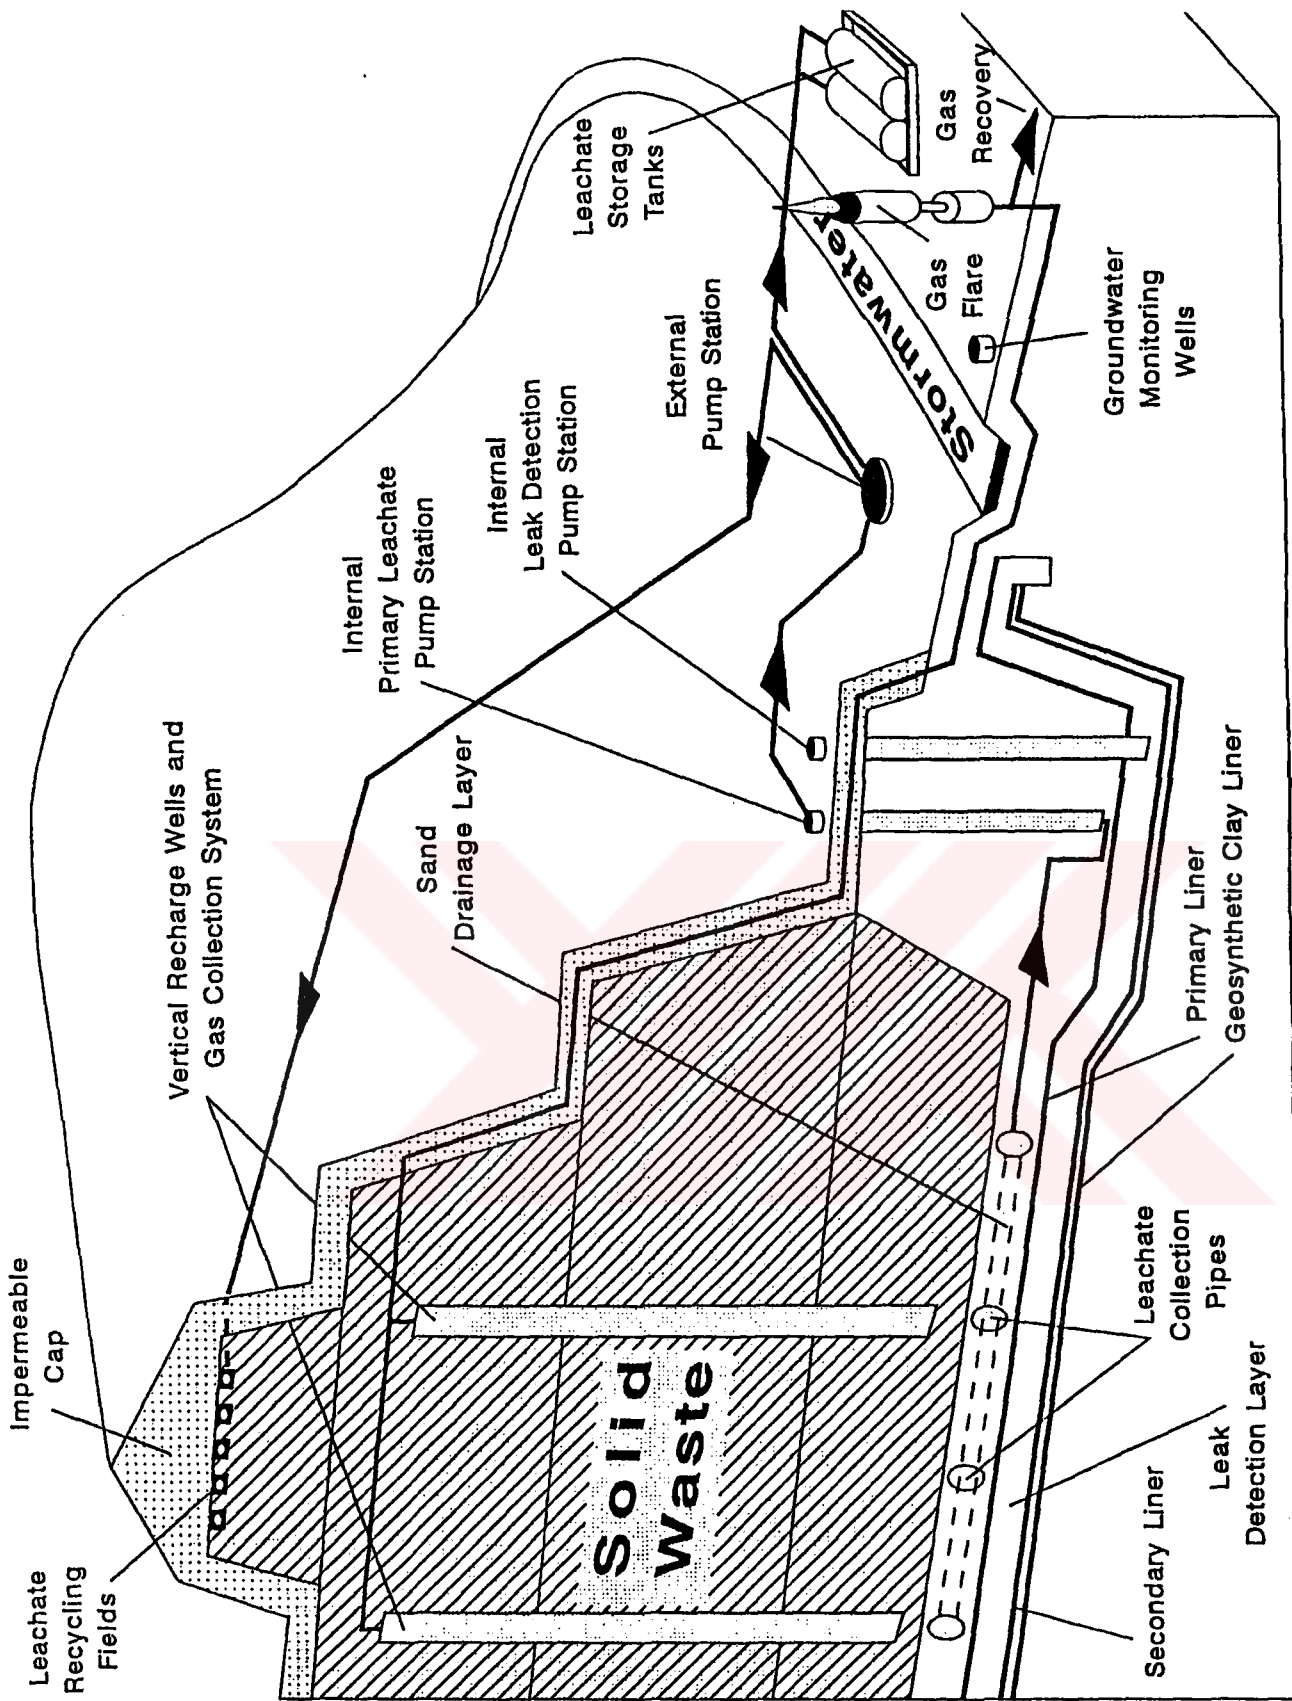 Leachate
Recycling
Fields
Impermeable
Cap
Vertical Recharge Wells and
Gas Collection System
Sand
Drainage Layer
Internal
Primary Leachate
Pump Station
Internal
Leak Detection
Pump Station
External
Pump Station
Leachate
Storage
Tanks
Gas
Recovery
Gas
Flare
Stormwater
Groundwater
Monitoring
Wells
Solid
Waste
Primary Liner
Geosynthetic Clay Liner
Leachate
Collection
Pipes
Leak
Detection Layer
Secondary Liner